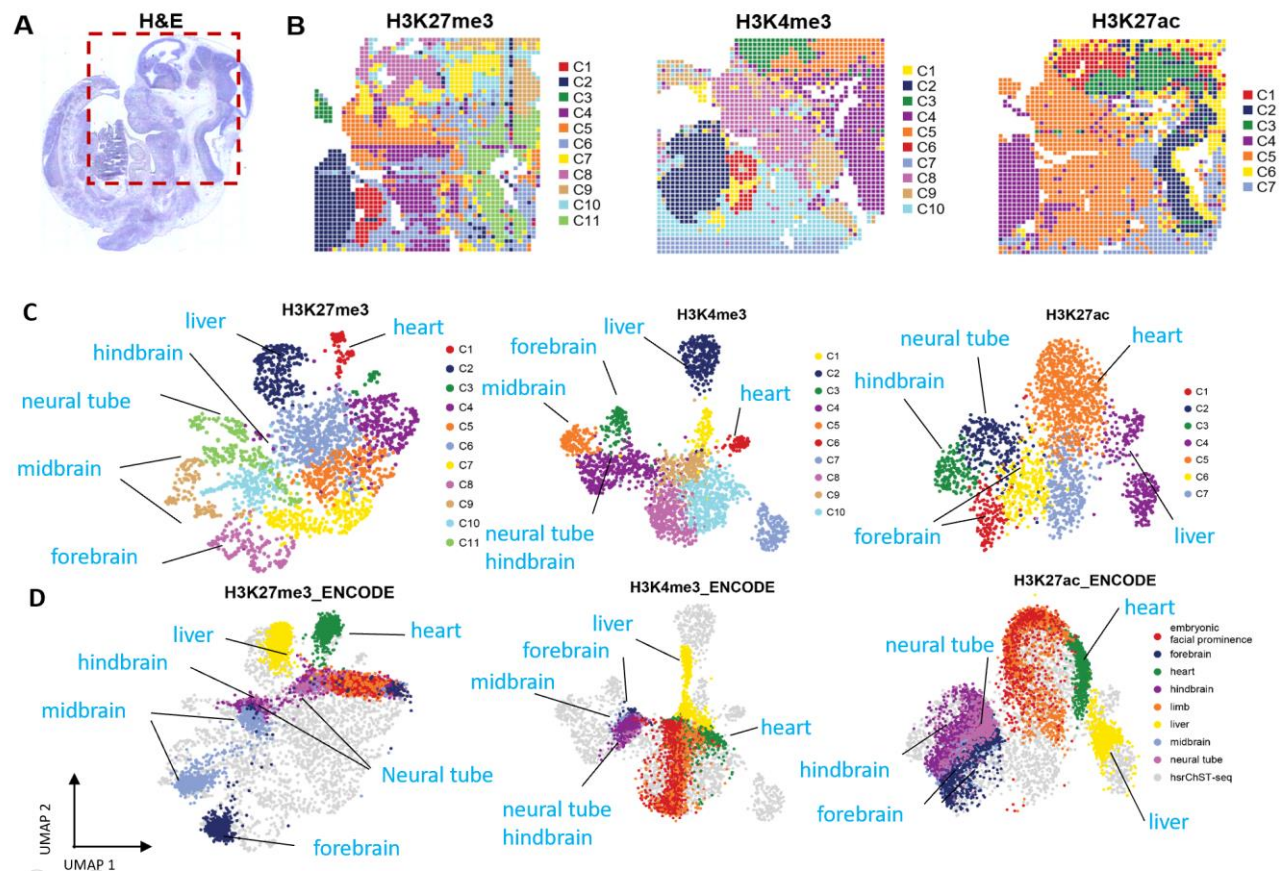 A
H&E
B
H3K27me3
C1
C2
C3
C4
C5
C6
C7
C8
C9
C10
C11
H3K4me3
C1
C2
C3
C4
C5
C6
C7
C8
C9
C10
H3K27ac
C1
C2
C3
C4
C5
C6
C7
C
H3K27me3
liver
heart
hindbrain
neural tube
midbrain
forebrain
C1
C2
C3
C4
C5
C6
C7
C8
C9
C10
C11
H3K4me3
liver
forebrain
midbrain
heart
neural tube
hindbrain
C1
C2
C3
C4
C5
C6
C7
C8
C9
C10
H3K27ac
neural tube
heart
hindbrain
forebrain
liver
C1
C2
C3
C4
C5
C6
C7
D
H3K27me3_ENCODE
liver
heart
hindbrain
midbrain
Neural tube
forebrain
UMAP 2
UMAP 1
H3K4me3_ENCODE
liver
forebrain
midbrain
heart
neural tube
hindbrain
H3K27ac_ENCODE
heart
neural tube
hindbrain
forebrain
liver
embryonic
facial prominence
forebrain
heart
hindbrain
limb
liver
midbrain
neural tube
hsrChST-seq